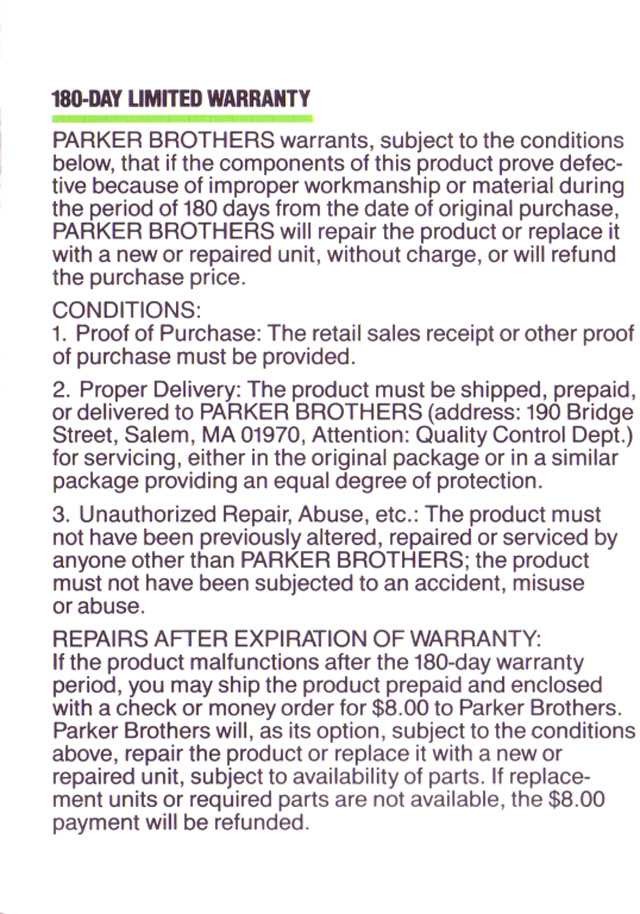 180-DAY LIMITED WARRANTY
PARKER BROTHERS warrants, subject to the conditions
below, that if the components of this product prove defec-
tive because of improper workmanship or material during
the period of 180 days from the date of original purchase,
PARKER BROTHERS will repair the product or replace it
with a new or repaired unit, without charge, or will refund
the purchase price.
CONDITIONS:
1. Proof of Purchase: The retail sales receipt or other proof
of purchase must be provided.
2. Proper Delivery: The product must be shipped, prepaid,
or delivered to PARKER BROTHERS (address: 190 Bridge
Street, Salem, MA 01970, Attention: Quality Control Dept.)
for servicing, either in the original package or in a similar
package providing an equal degree of protection.
3. Unauthorized Repair, Abuse, etc.: The product must
not have been previously altered, repaired or serviced by
anyone other than PARKER BROTHERS; the product
must not have been subjected to an accident, misuse
or abuse.
REPAIRS AFTER EXPIRATION OF WARRANTY:
If the product malfunctions after the 180-day warranty
period, you may ship the product prepaid and enclosed
with a check or money order for $8.00 to Parker Brothers.
Parker Brothers will, as its option, subject to the conditions
above, repair the product or replace it with a new or
repaired unit, subject to availability of parts. If replace-
ment units or required parts are not available, the $8.00
payment will be refunded.